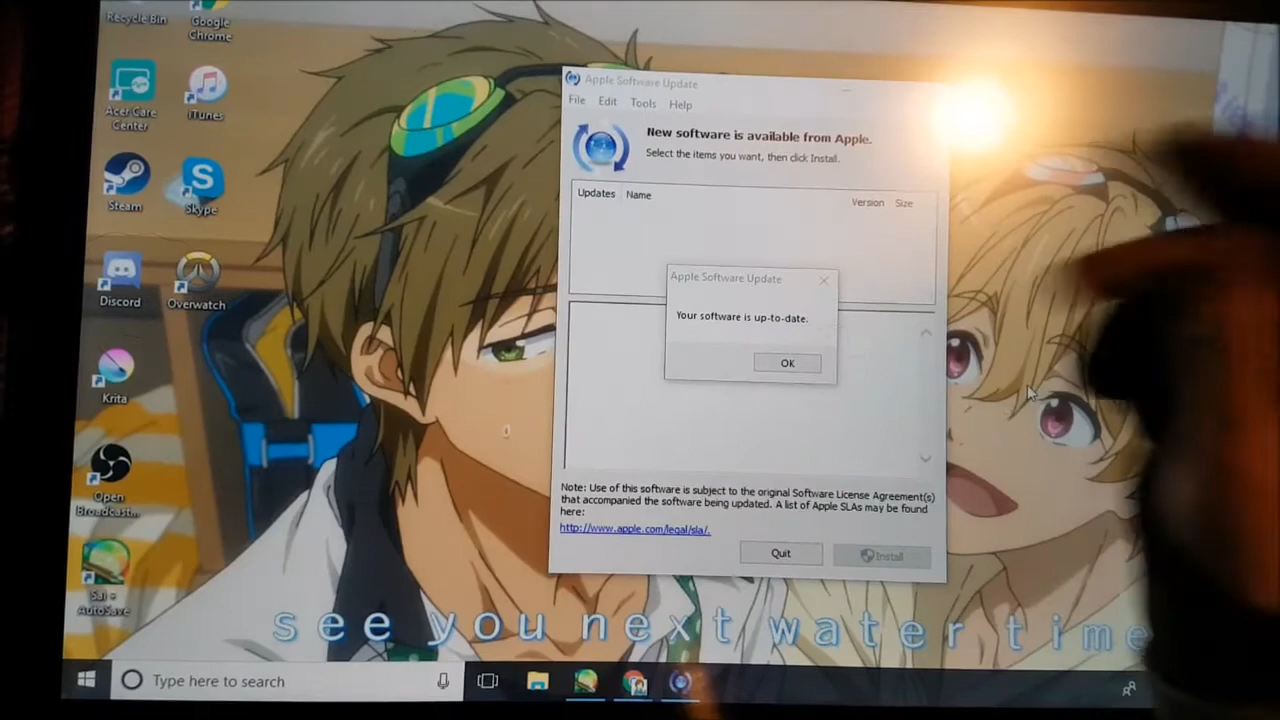 Recycle Bin
Google
Chrome
Acer Care
Center
iTunes
Steam
Skype
Discord
Overwatch
Krita
Open
Broadcast...
Sai +
AutoSave
Apple Software Update
File Edit Tools Help
New software is available from Apple.
Select the items you want, then click Install.
Updates Name Version Size
Apple Software Update
Your software is up-to-date.
OK
Note: Use of this software is subject to the original Software License Agreement(s)
that accompanied the software being updated. A list of Apple SLAs may be found
here:
http://www.apple.com/legal/sla/.
Quit Install
see you next water time
Type here to search